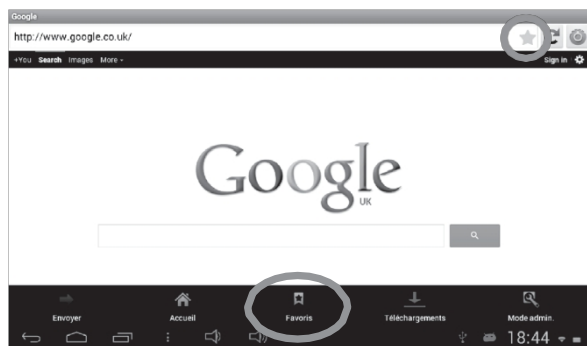 Google
http://www.google.co.uk/
+You Search Images More Sign in
Google
UK
Envoyer Accueil Favoris Téléchargements Mode admin.
18:44